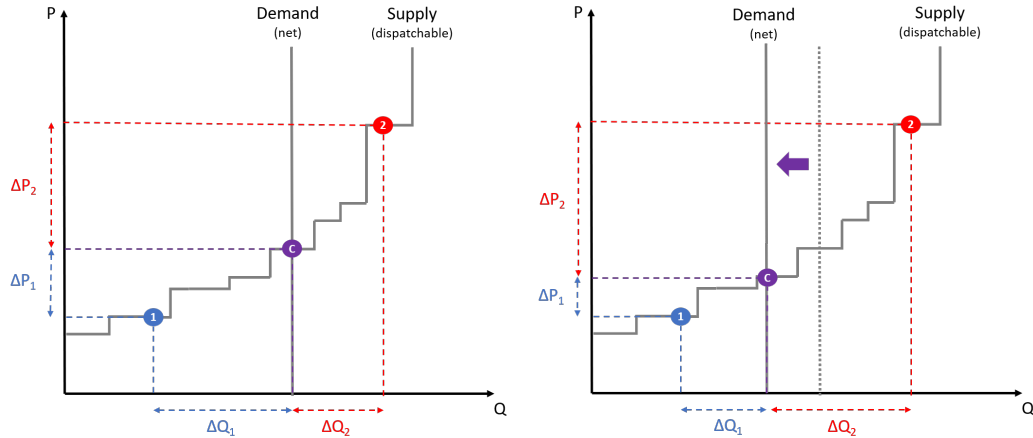 P
Demand
(net)
Supply
(dispatchable)
2
ΔP₂
C
ΔP₁
1
Q
ΔQ₁
ΔQ₂
P
Demand
(net)
Supply
(dispatchable)
2
ΔP₂
C
ΔP₁
1
Q
ΔQ₁
ΔQ₂